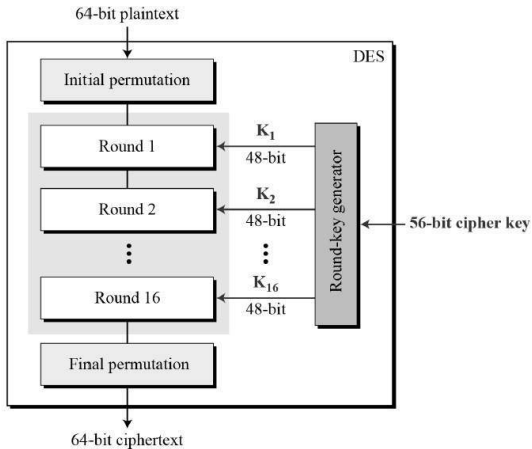 64-bit plaintext
DES
Initial permutation
Round 1
K1
48-bit
Round 2
K2
48-bit
Round-key generator
56-bit cipher key
Round 16
K16
48-bit
Final permutation
64-bit ciphertext